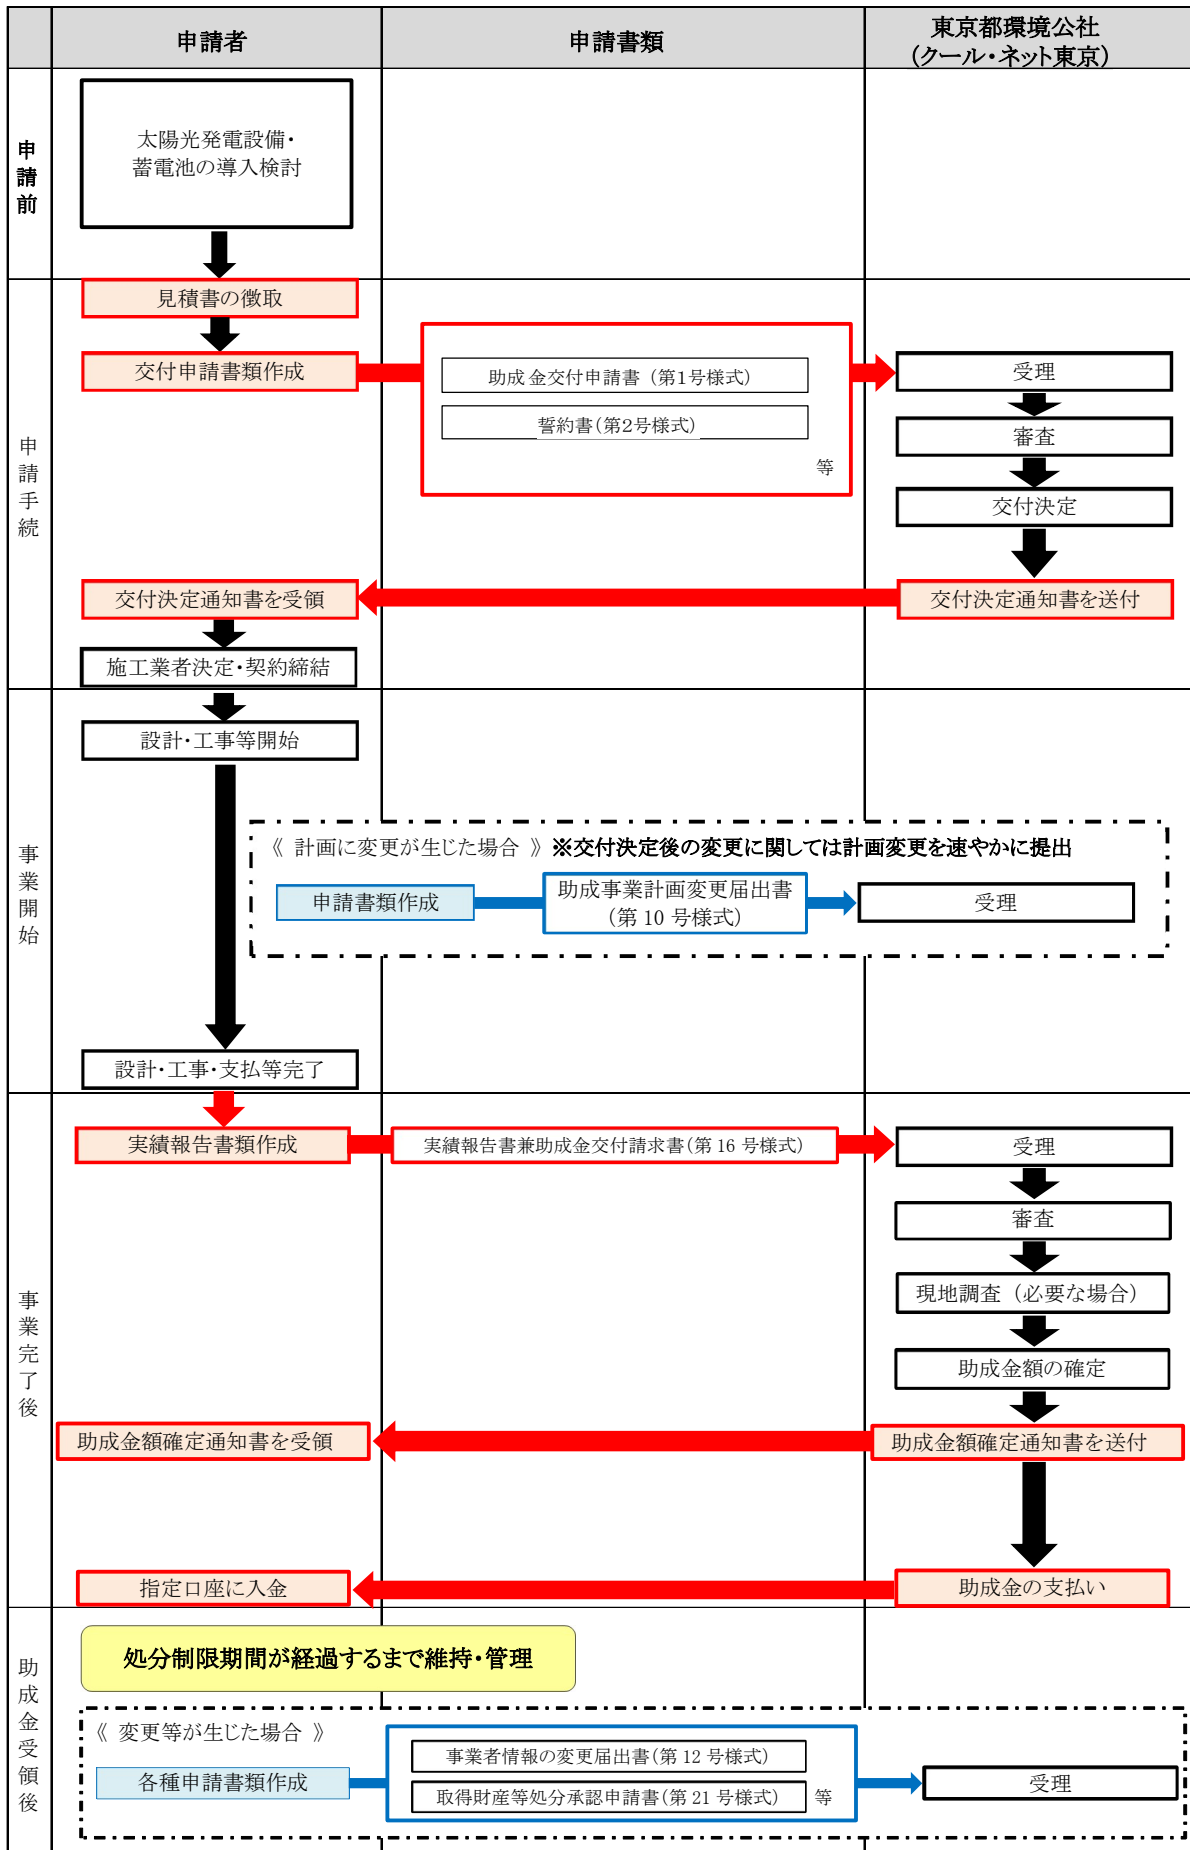 申請者
申請書類
東京都環境公社
(クール・ネット東京)
申請前
太陽光発電設備・
蓄電池の導入検討
申請手続
見積書の徴取
交付申請書類作成
助成金交付申請書 (第1号様式)
誓約書(第2号様式)
等
受理
審査
交付決定
交付決定通知書を受領
交付決定通知書を送付
施工業者決定・契約締結
事業開始
設計・工事等開始
《 計画に変更が生じた場合 》※交付決定後の変更に関しては計画変更を速やかに提出
申請書類作成
助成事業計画変更届出書
(第 10 号様式)
受理
設計・工事・支払等完了
事業完了後
実績報告書類作成
実績報告書兼助成金交付請求書(第 16 号様式)
受理
審査
現地調査 (必要な場合)
助成金額の確定
助成金額確定通知書を受領
助成金額確定通知書を送付
指定口座に入金
助成金の支払い
助成金受領後
処分制限期間が経過するまで維持・管理
《 変更等が生じた場合 》
各種申請書類作成
事業者情報の変更届出書(第 12 号様式)
取得財産等処分承認申請書(第 21 号様式)
等
受理